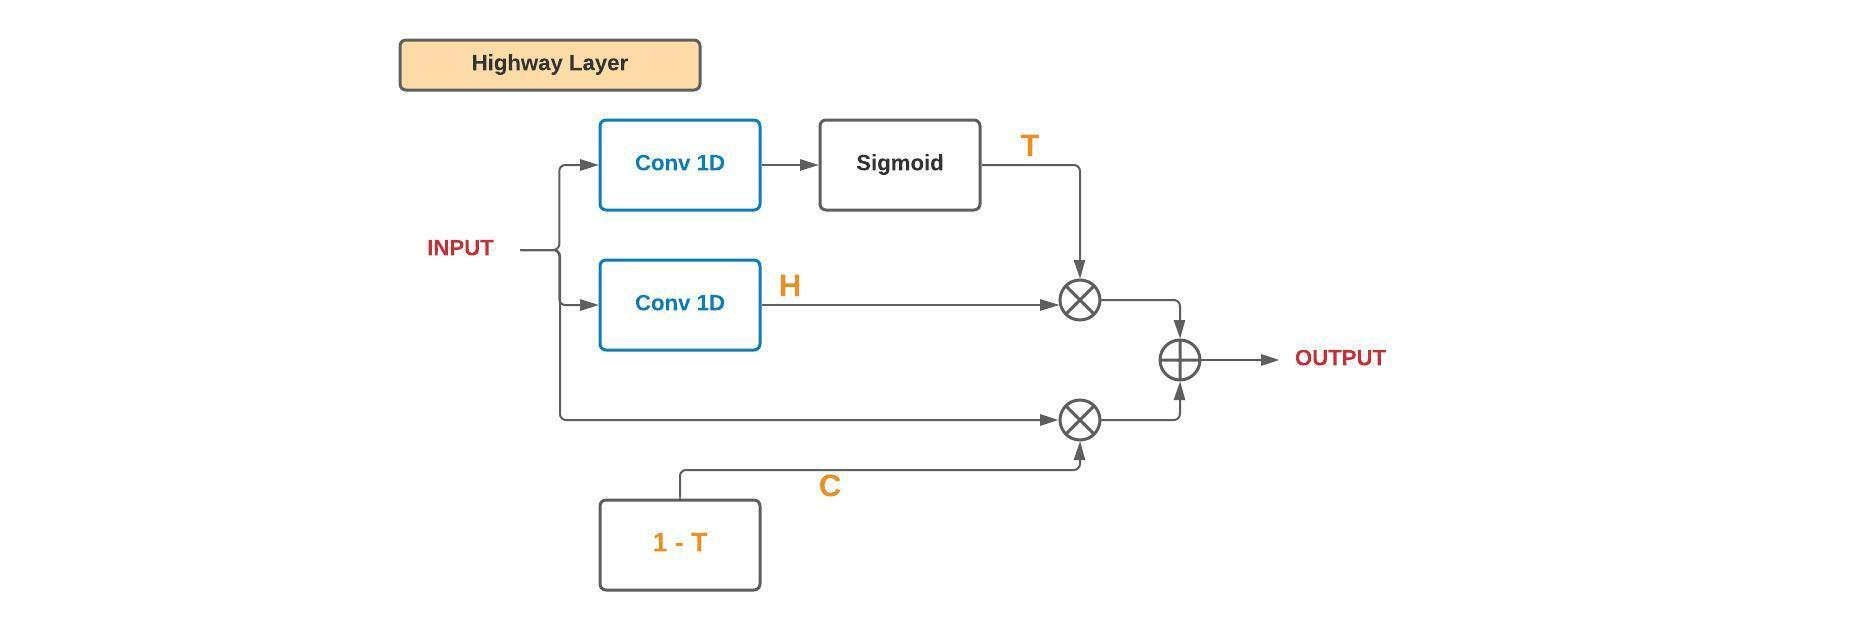 Highway Layer
Conv 1D
Sigmoid
T
INPUT
Conv 1D
H
OUTPUT
C
1 - T